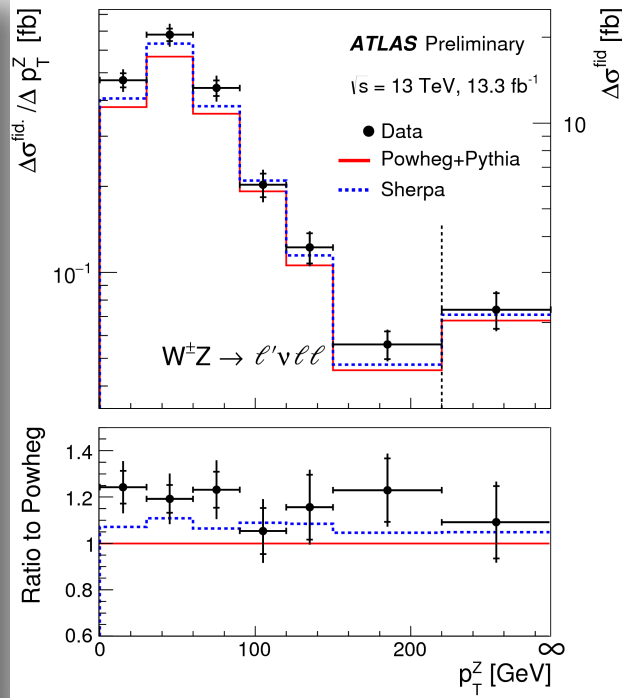 Δσ^fid. /Δ p_T^Z [fb]
Δσ^fid [fb]
ATLAS Preliminary
√s = 13 TeV, 13.3 fb⁻¹
Data
Powheg+Pythia
Sherpa
10
10⁻¹
W±Z → ℓ′ν ℓℓ
Ratio to Powheg
1.4
1.2
1
0.8
0.6
0 100 200 ∞
p_T^Z [GeV]